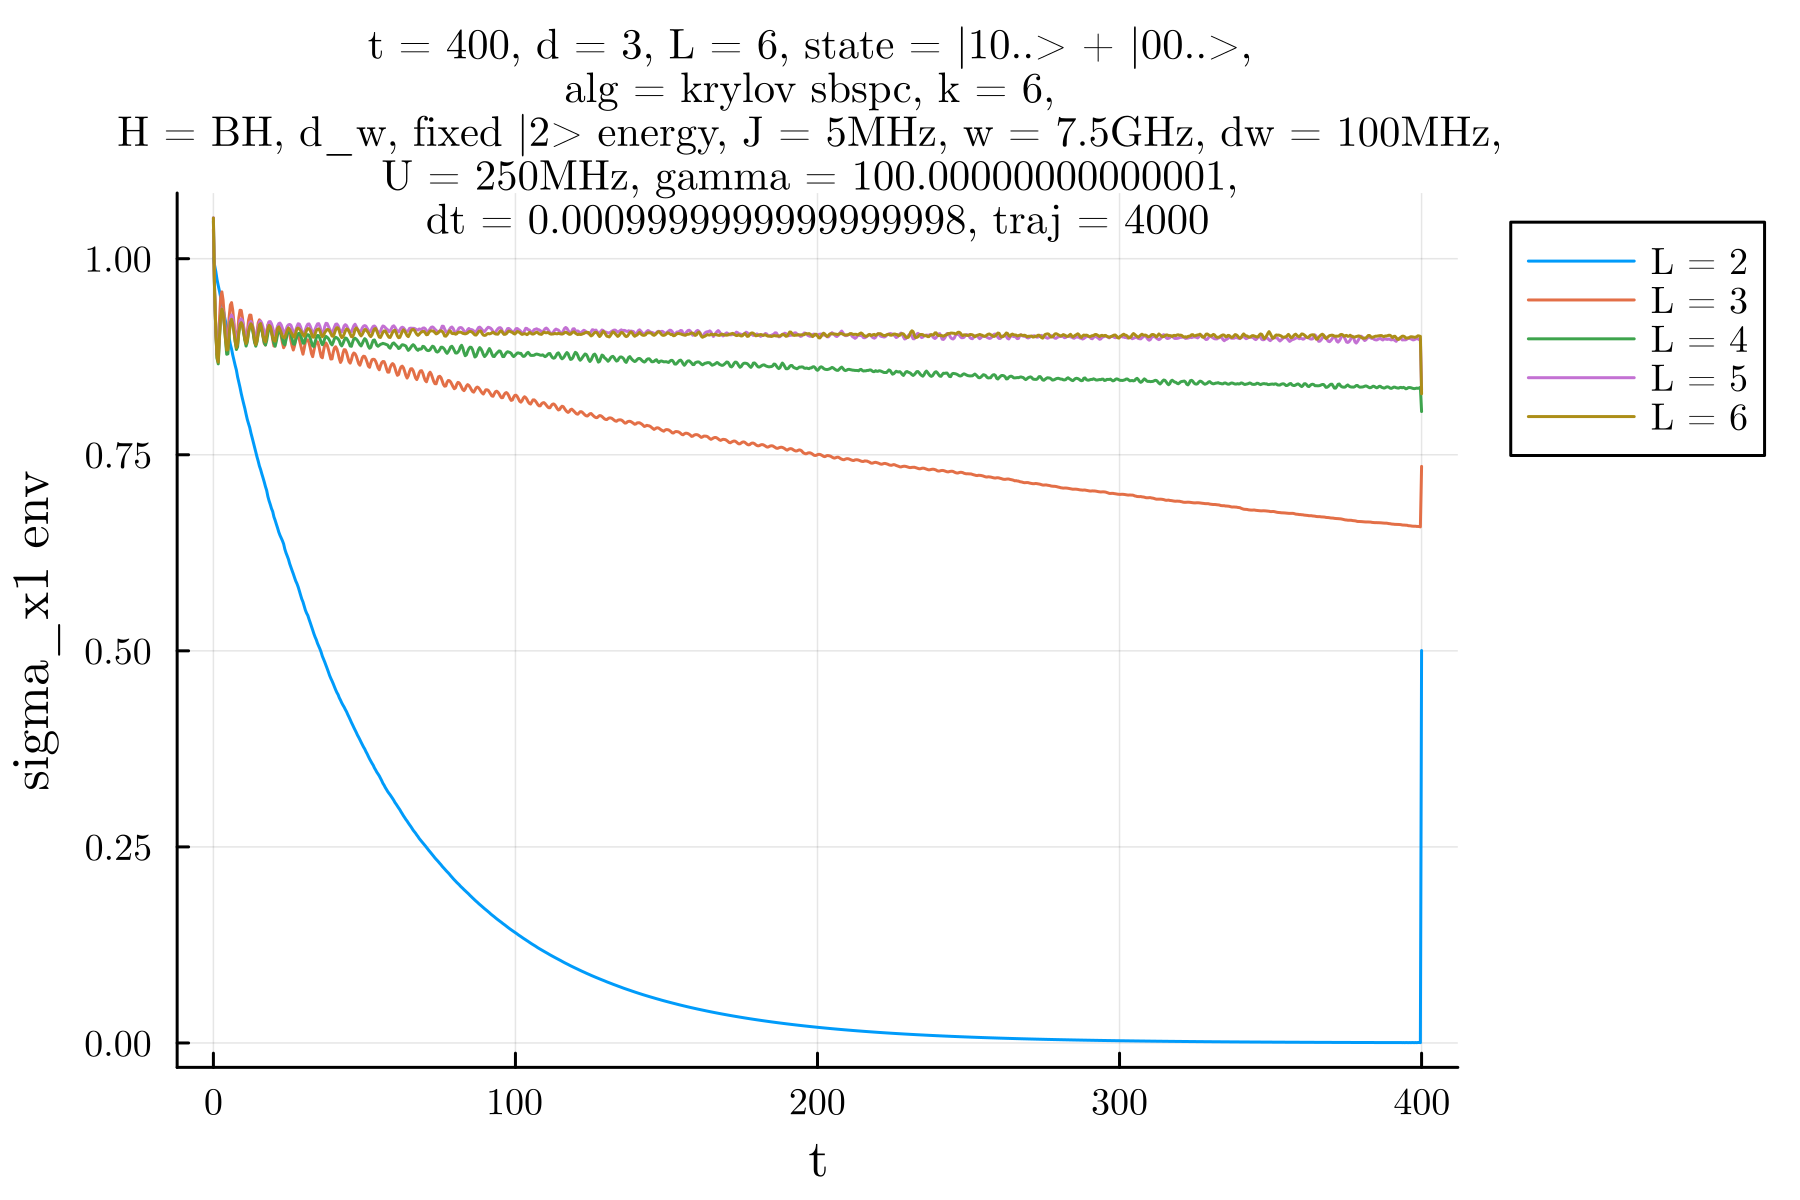 t = 400, d = 3, L = 6, state = |10..> + |00..>,
alg = krylov sbspc, k = 6,
H = BH, d_w, fixed |2> energy, J = 5MHz, w = 7.5GHz, dw = 100MHz,
U = 250MHz, gamma = 100.00000000000001,
dt = 0.0009999999999999998, traj = 4000
1.00
0.75
0.50
0.25
0.00
sigma_x1 env
0 100 200 300 400
t
L = 2
L = 3
L = 4
L = 5
L = 6